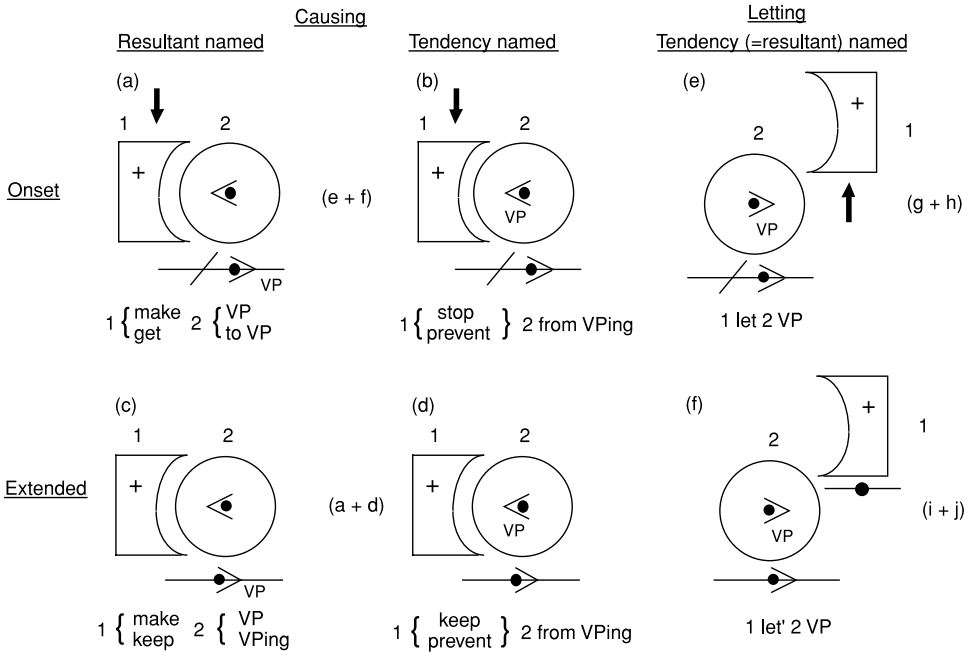 Causing
Letting
Resultant named
Tendency named
Tendency (=resultant) named
(a)
(b)
(e)
1
2
1
2
2
1
+
+
+
Onset
(e + f)
VP
VP
(g + h)
VP
1 { make get 2 { VP to VP
1 { stop prevent } 2 from VPing
1 let 2 VP
(c)
(d)
(f)
1
2
1
2
2
1
+
+
+
Extended
(a + d)
VP
VP
(i + j)
VP
1 { make keep 2 { VP VPing
1 { keep prevent } 2 from VPing
1 let' 2 VP